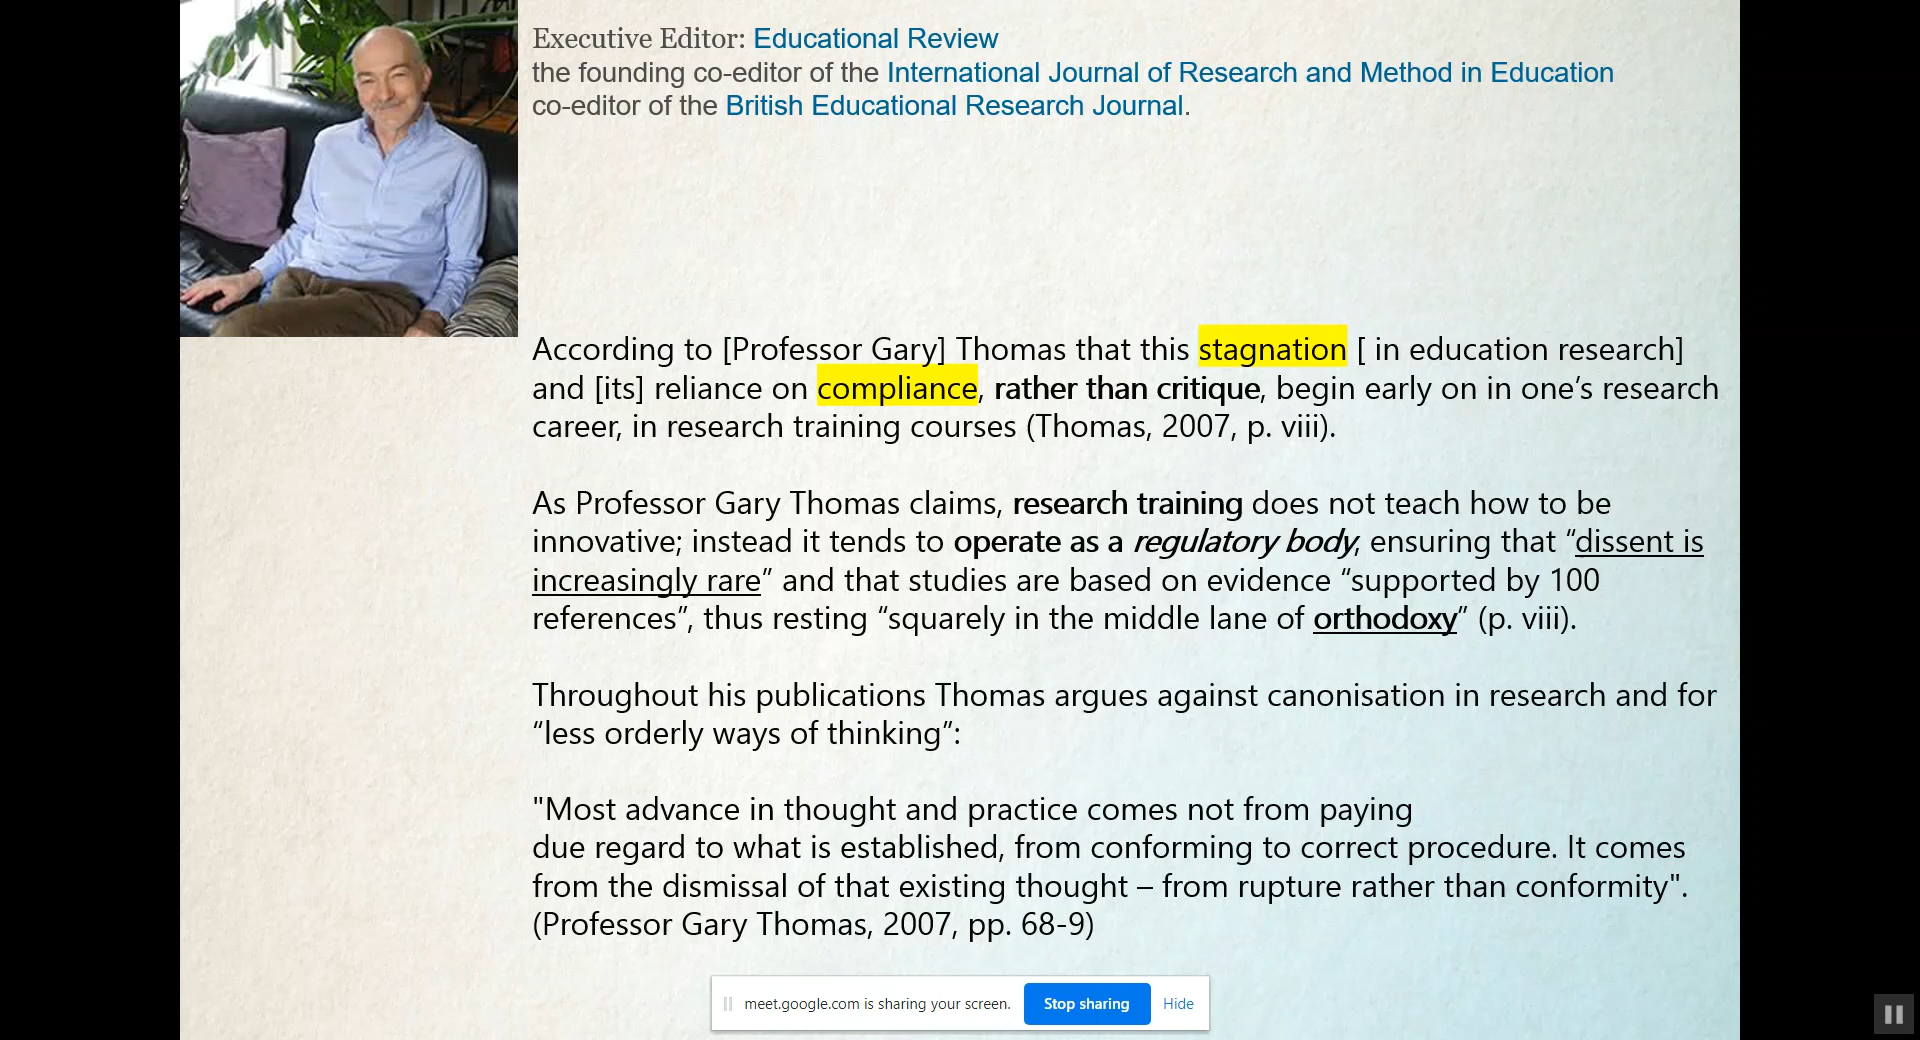 Executive Editor: Educational Review
the founding co-editor of the International Journal of Research and Method in Education
co-editor of the British Educational Research Journal.
According to [Professor Gary] Thomas that this stagnation [ in education research]
and [its] reliance on compliance, rather than critique, begin early on in one’s research
career, in research training courses (Thomas, 2007, p. viii).
As Professor Gary Thomas claims, research training does not teach how to be
innovative; instead it tends to operate as a regulatory body, ensuring that “dissent is
increasingly rare” and that studies are based on evidence “supported by 100
references”, thus resting “squarely in the middle lane of orthodoxy” (p. viii).
Throughout his publications Thomas argues against canonisation in research and for
“less orderly ways of thinking”:
"Most advance in thought and practice comes not from paying
due regard to what is established, from conforming to correct procedure. It comes
from the dismissal of that existing thought – from rupture rather than conformity".
(Professor Gary Thomas, 2007, pp. 68-9)
meet.google.com is sharing your screen. Stop sharing Hide